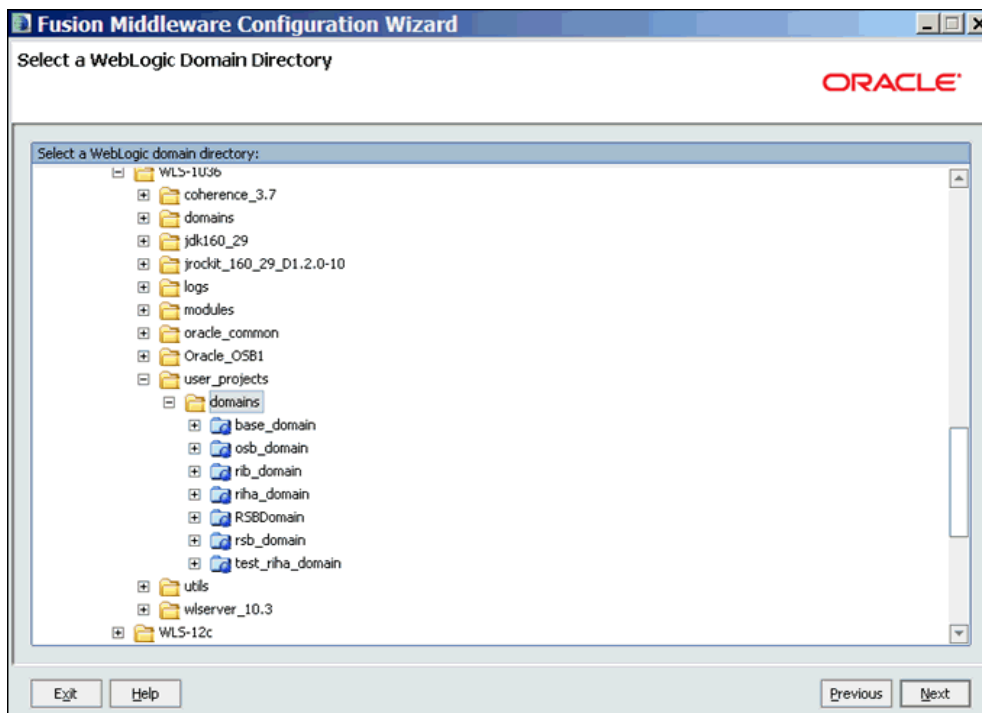 Fusion Middleware Configuration Wizard
Select a WebLogic Domain Directory
ORACLE
Select a WebLogic domain directory:
WLS-1036
coherence_3.7
domains
jdk160_29
jrockit_160_29_D1.2.0-10
logs
modules
oracle_common
Oracle_OSB1
user_projects
domains
base_domain
osb_domain
rib_domain
riha_domain
RSBDomain
rsb_domain
test_riha_domain
utils
wlserver_10.3
WLS-12c
Exit Help Previous Next